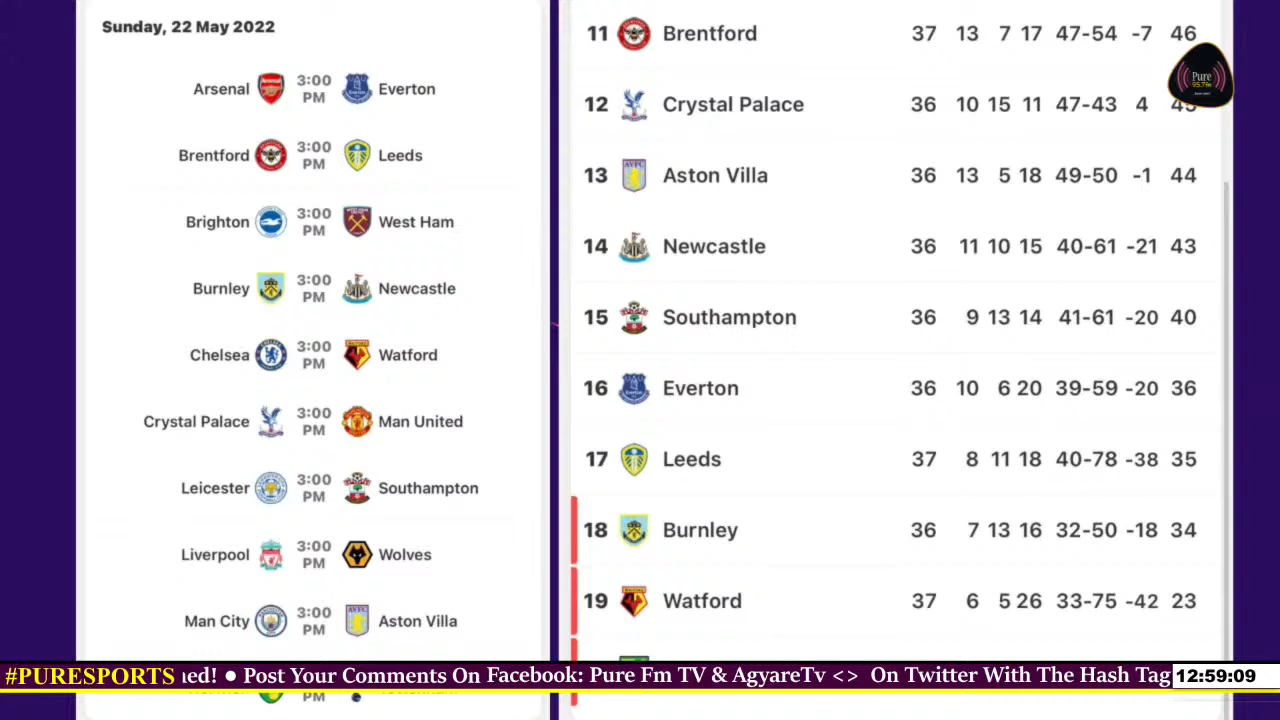 Sunday, 22 May 2022
Arsenal 3:00 PM Everton
Brentford 3:00 PM Leeds
Brighton 3:00 PM West Ham
Burnley 3:00 PM Newcastle
Chelsea 3:00 PM Watford
Crystal Palace 3:00 PM Man United
Leicester 3:00 PM Southampton
Liverpool 3:00 PM Wolves
Man City 3:00 PM Aston Villa
PM
11 Brentford 37 13 7 17 47-54 -7 46
12 Crystal Palace 36 10 15 11 47-43 4 45
13 Aston Villa 36 13 5 18 49-50 -1 44
14 Newcastle 36 11 10 15 40-61 -21 43
15 Southampton 36 9 13 14 41-61 -20 40
16 Everton 36 10 6 20 39-59 -20 36
17 Leeds 37 8 11 18 40-78 -38 35
18 Burnley 36 7 13 16 32-50 -18 34
19 Watford 37 6 5 26 33-75 -42 23
Pure
95.7fm
#PURESPORTS ed! ● Post Your Comments On Facebook: Pure Fm TV & AgyareTv <> On Twitter With The Hash Tag 12:59:09